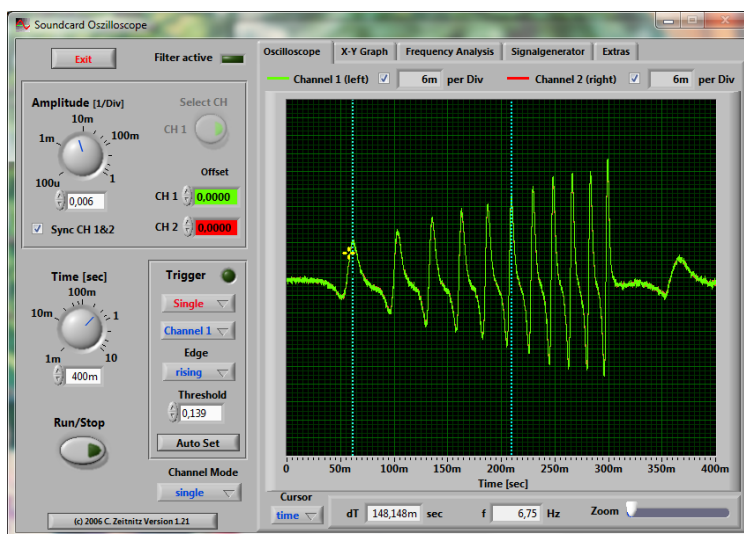 Soundcard Oszilloscope
Exit
Filter active
Amplitude [1/Div]
10m
1m
100m
100u
1
0,006
Sync CH 1&2
Select CH
CH 1
Offset
CH 1 0,0000
CH 2 0,0000
Time [sec]
100m
10m
1
1m
10
400m
Run/Stop
Trigger
Single
Channel 1
Edge
rising
Threshold
0,139
Auto Set
Channel Mode
single
(c) 2006 C. Zeitnitz Version 1.21
Oscilloscope X-Y Graph Frequency Analysis Signalgenerator Extras
Channel 1 (left) 6m per Div Channel 2 (right) 6m per Div
0 50m 100m 150m 200m 250m 300m 350m 400m
Time [sec]
Cursor
time dT 148,148m sec f 6,75 Hz Zoom